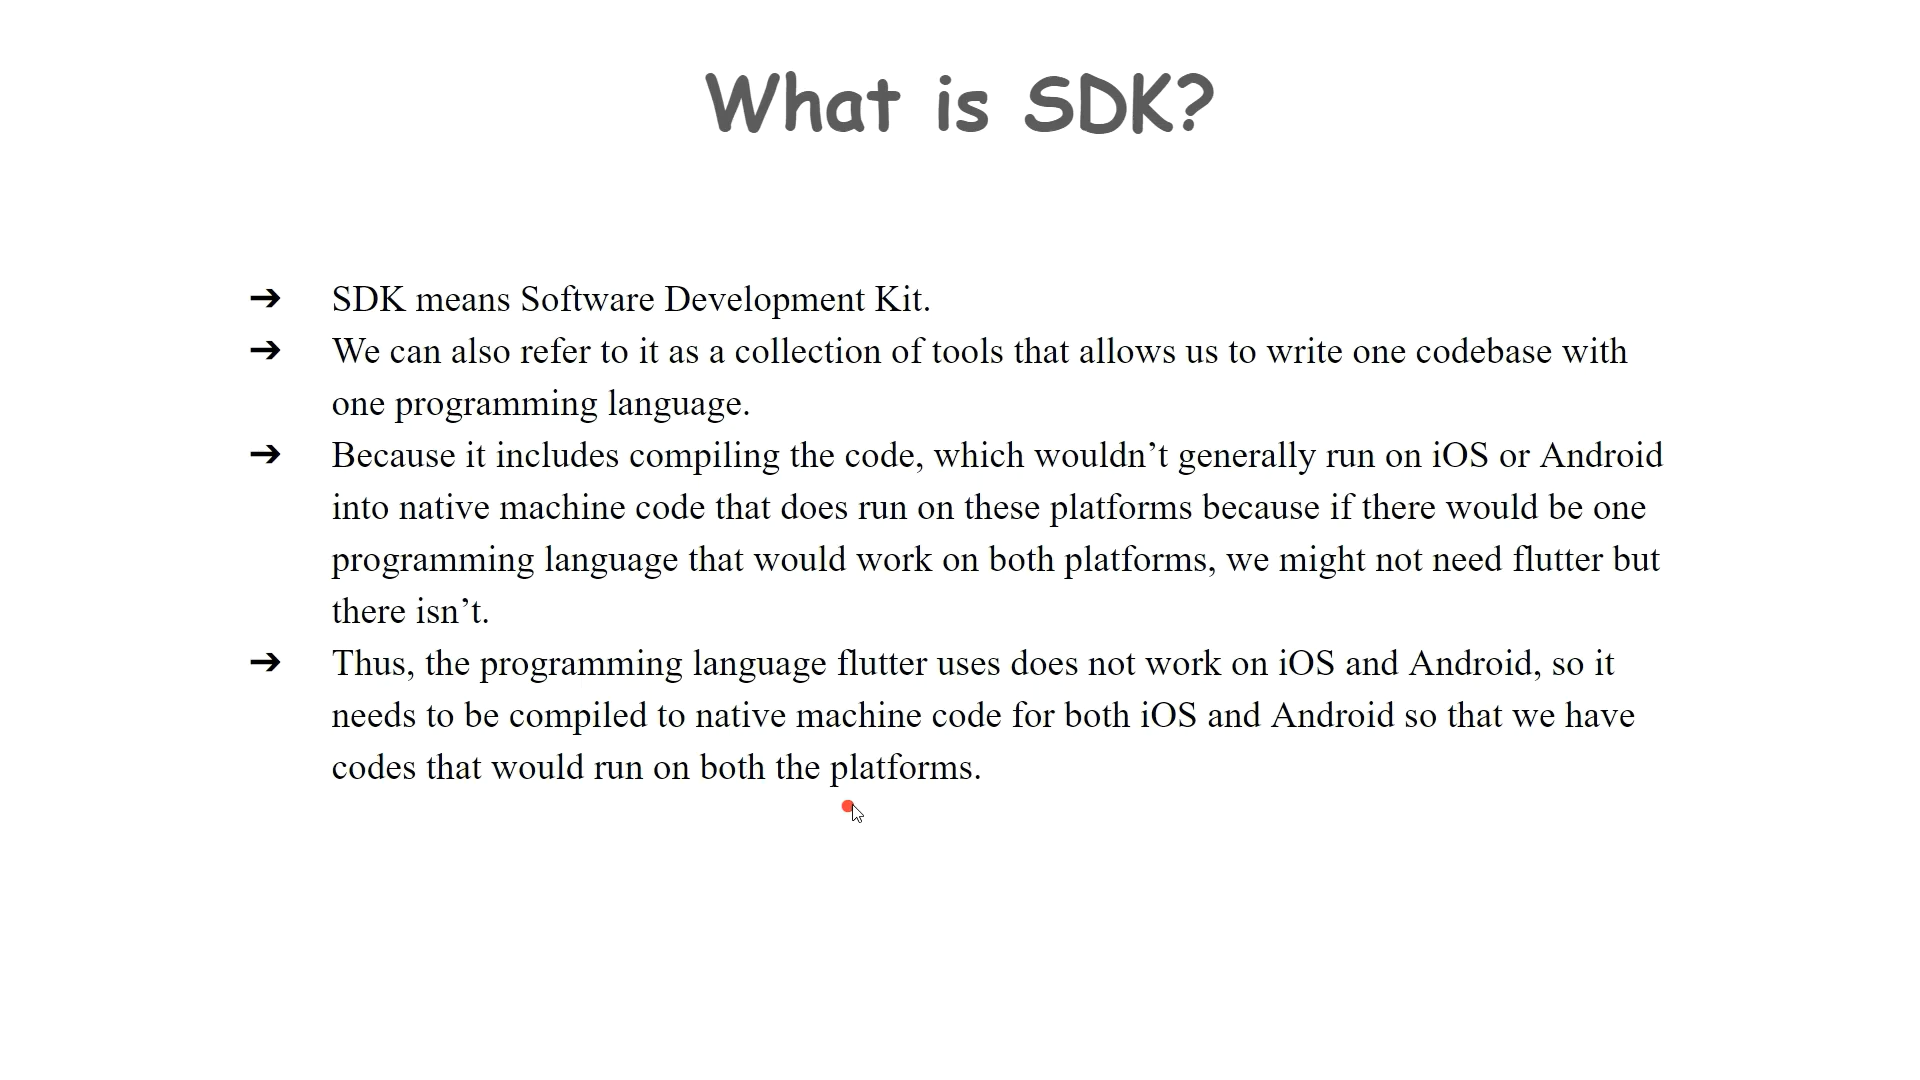 What is SDK?
➔ SDK means Software Development Kit.
➔ We can also refer to it as a collection of tools that allows us to write one codebase with
one programming language.
➔ Because it includes compiling the code, which wouldn’t generally run on iOS or Android
into native machine code that does run on these platforms because if there would be one
programming language that would work on both platforms, we might not need flutter but
there isn’t.
➔ Thus, the programming language flutter uses does not work on iOS and Android, so it
needs to be compiled to native machine code for both iOS and Android so that we have
codes that would run on both the platforms.